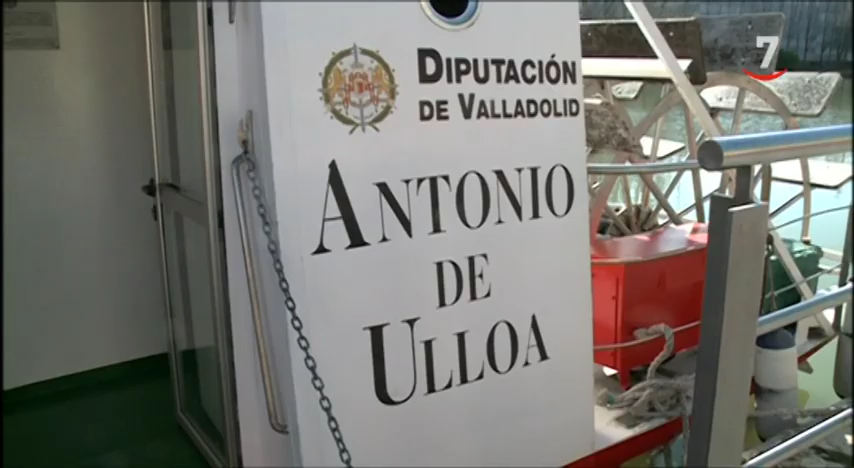 7
DIPUTACIÓN
DE VALLADOLID
ANTONIO
DE
ULLOA